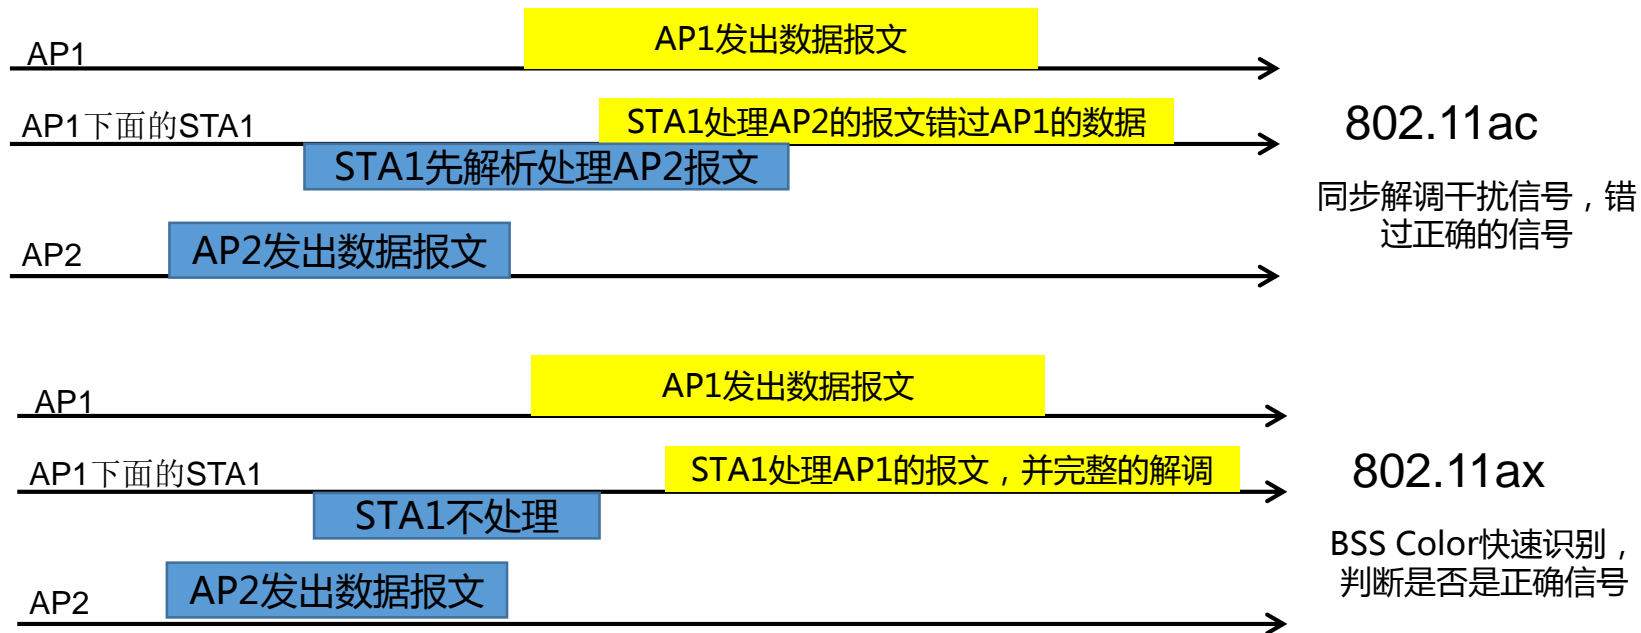 AP1发出数据报文
AP1
AP1下面的STA1
STA1处理AP2的报文错过AP1的数据
802.11ac
STA1先解析处理AP2报文
同步解调干扰信号，错
过正确的信号
AP2
AP2发出数据报文
AP1发出数据报文
AP1
AP1下面的STA1
STA1处理AP1的报文，并完整的解调
802.11ax
STA1不处理
BSS Color快速识别，
判断是否是正确信号
AP2
AP2发出数据报文